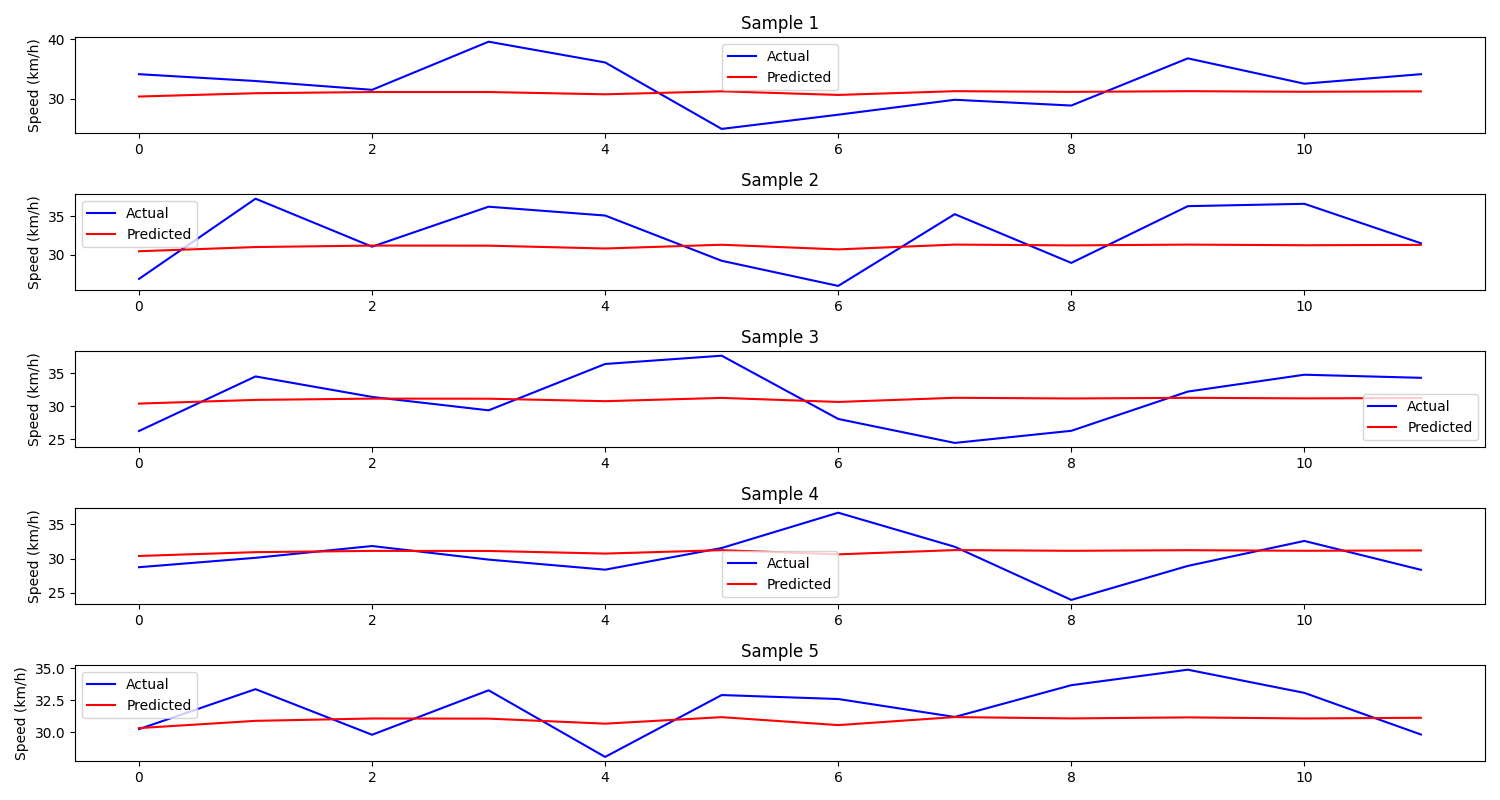 Sample 1
Speed (km/h)
40
30
Actual
Predicted
0 2 4 6 8 10
Sample 2
Speed (km/h)
35
30
Actual
Predicted
0 2 4 6 8 10
Sample 3
Speed (km/h)
35
30
25
Actual
Predicted
0 2 4 6 8 10
Sample 4
Speed (km/h)
35
30
25
Actual
Predicted
0 2 4 6 8 10
Sample 5
Speed (km/h)
35.0
32.5
30.0
Actual
Predicted
0 2 4 6 8 10